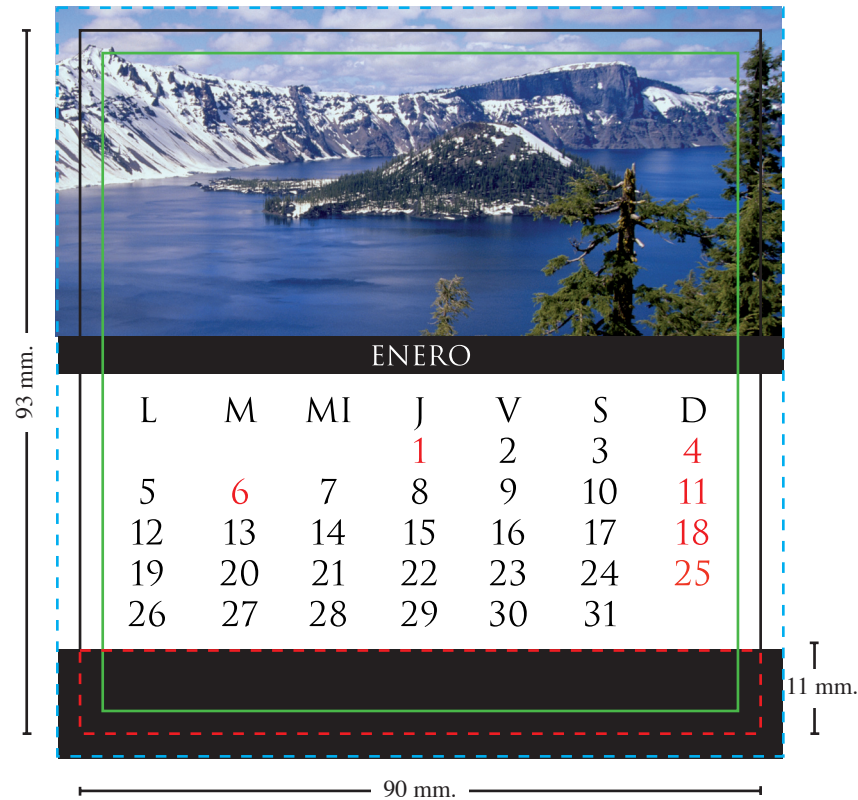 ENERO
L M MI J V S D
1 2 3 4
5 6 7 8 9 10 11
12 13 14 15 16 17 18
19 20 21 22 23 24 25
26 27 28 29 30 31
93 mm.
11 mm.
90 mm.